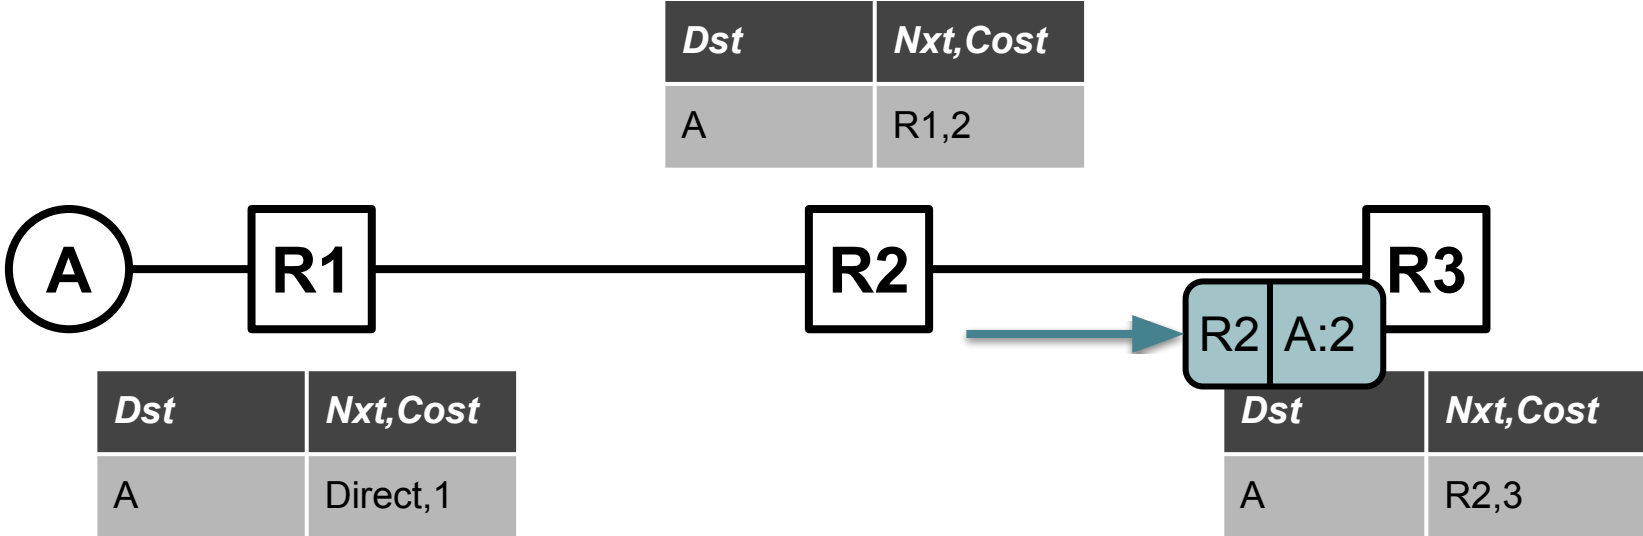 Dst Nxt,Cost
A R1,2
A R1 R2 R3
R2 A:2
Dst Nxt,Cost
A Direct,1
Dst Nxt,Cost
A R2,3